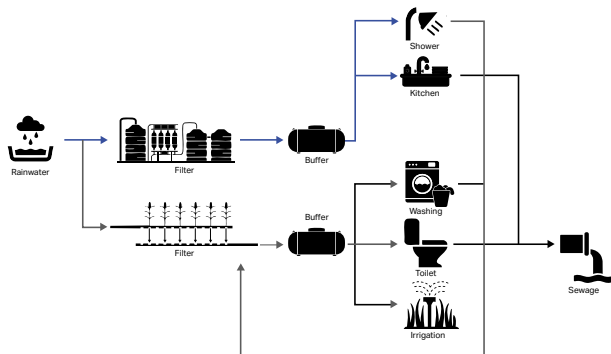 Shower
Kitchen
Rainwater
Filter
Buffer
Washing
Buffer
Filter
Toilet
Sewage
Irrigation